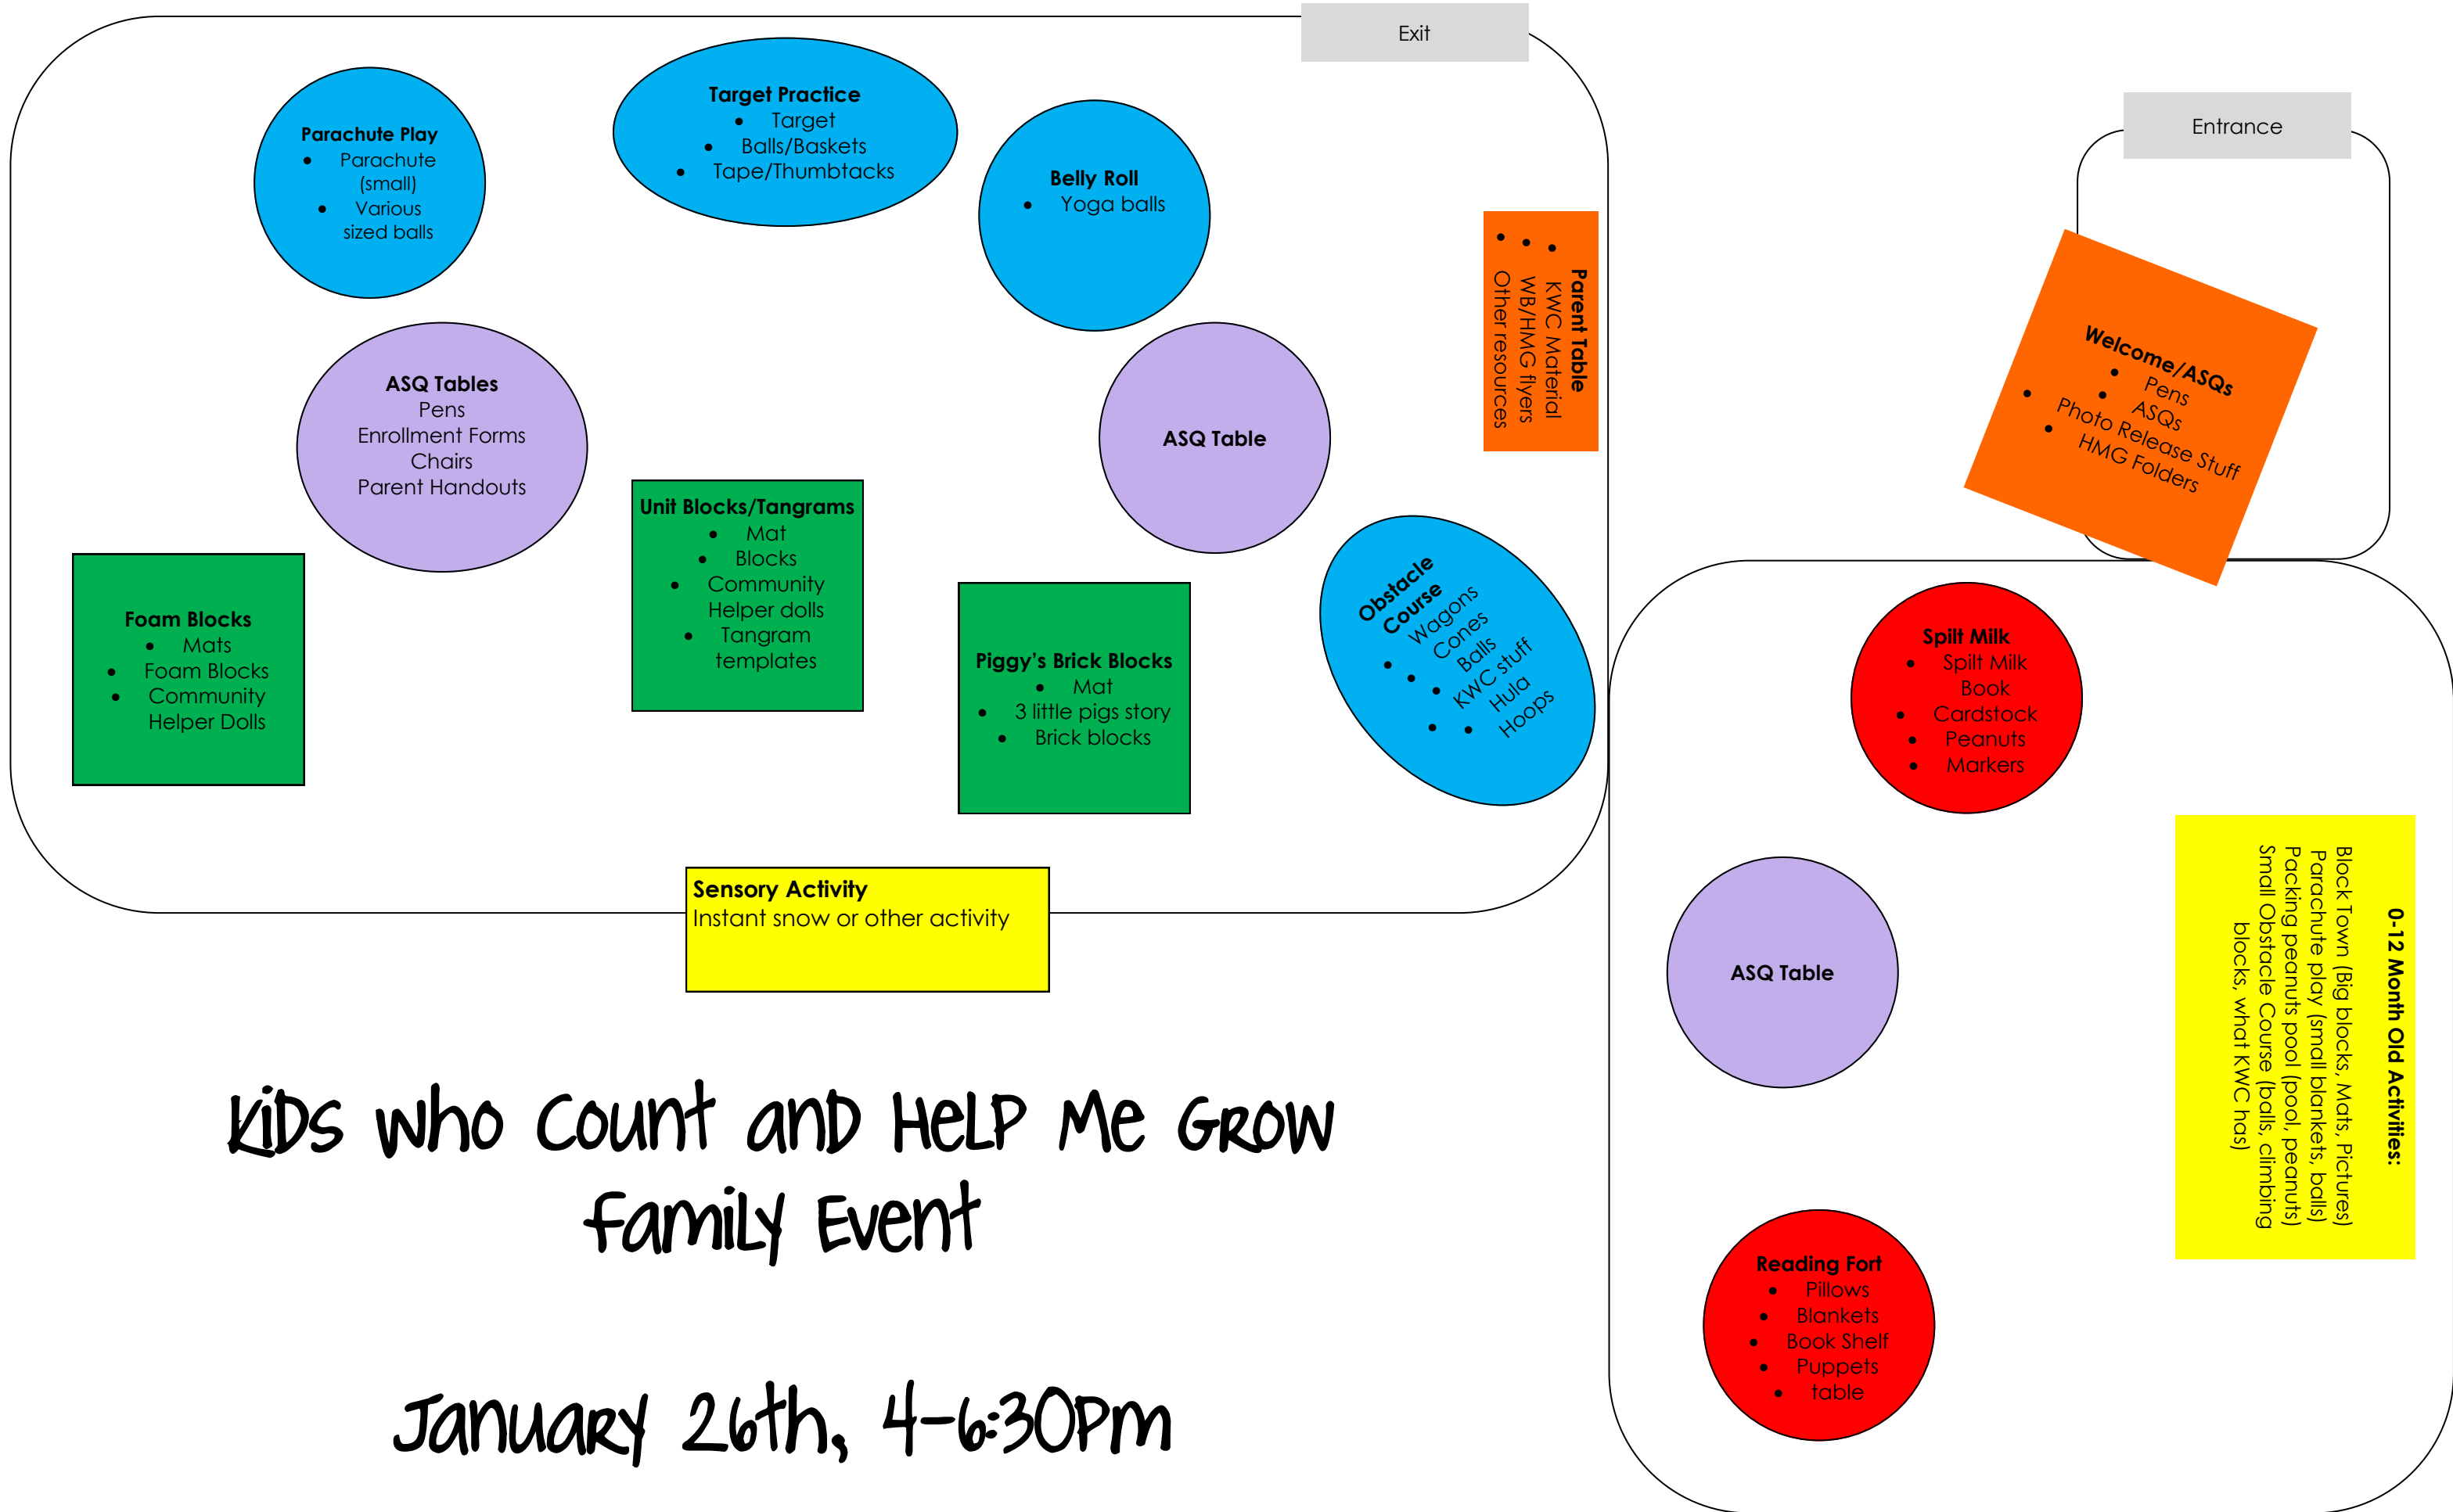 Exit
Entrance
Parachute Play
• Parachute
(small)
• Various
sized balls
Target Practice
• Target
• Balls/Baskets
• Tape/Thumbtacks
Belly Roll
• Yoga balls
Parent Table
• KWC Material
• WB/HMG flyers
• Other resources
Welcome/ASQs
• Pens
• ASQs
• Photo Release Stuff
• HMG Folders
ASQ Tables
Pens
Enrollment Forms
Chairs
Parent Handouts
ASQ Table
Unit Blocks/Tangrams
• Mat
• Blocks
• Community
Helper dolls
• Tangram
templates
Foam Blocks
• Mats
• Foam Blocks
• Community
Helper Dolls
Piggy's Brick Blocks
• Mat
• 3 little pigs story
• Brick blocks
Obstacle
Course
• Wagons
• Cones
• Balls
• KWC stuff
• Hula
Hoops
Spilt Milk
• Spilt Milk
Book
• Cardstock
• Peanuts
• Markers
Sensory Activity
Instant snow or other activity
ASQ Table
0-12 Month Old Activities:
Block Town (Big blocks, Mats, Pictures)
Parachute play (small blankets, balls)
Packing peanuts pool (pool, peanuts)
Small Obstacle Course (balls, climbing
blocks, what KWC has)
Reading Fort
• Pillows
• Blankets
• Book Shelf
• Puppets
• table
Kids Who Count and Help Me Grow
Family Event
January 26th, 4-6:30pm